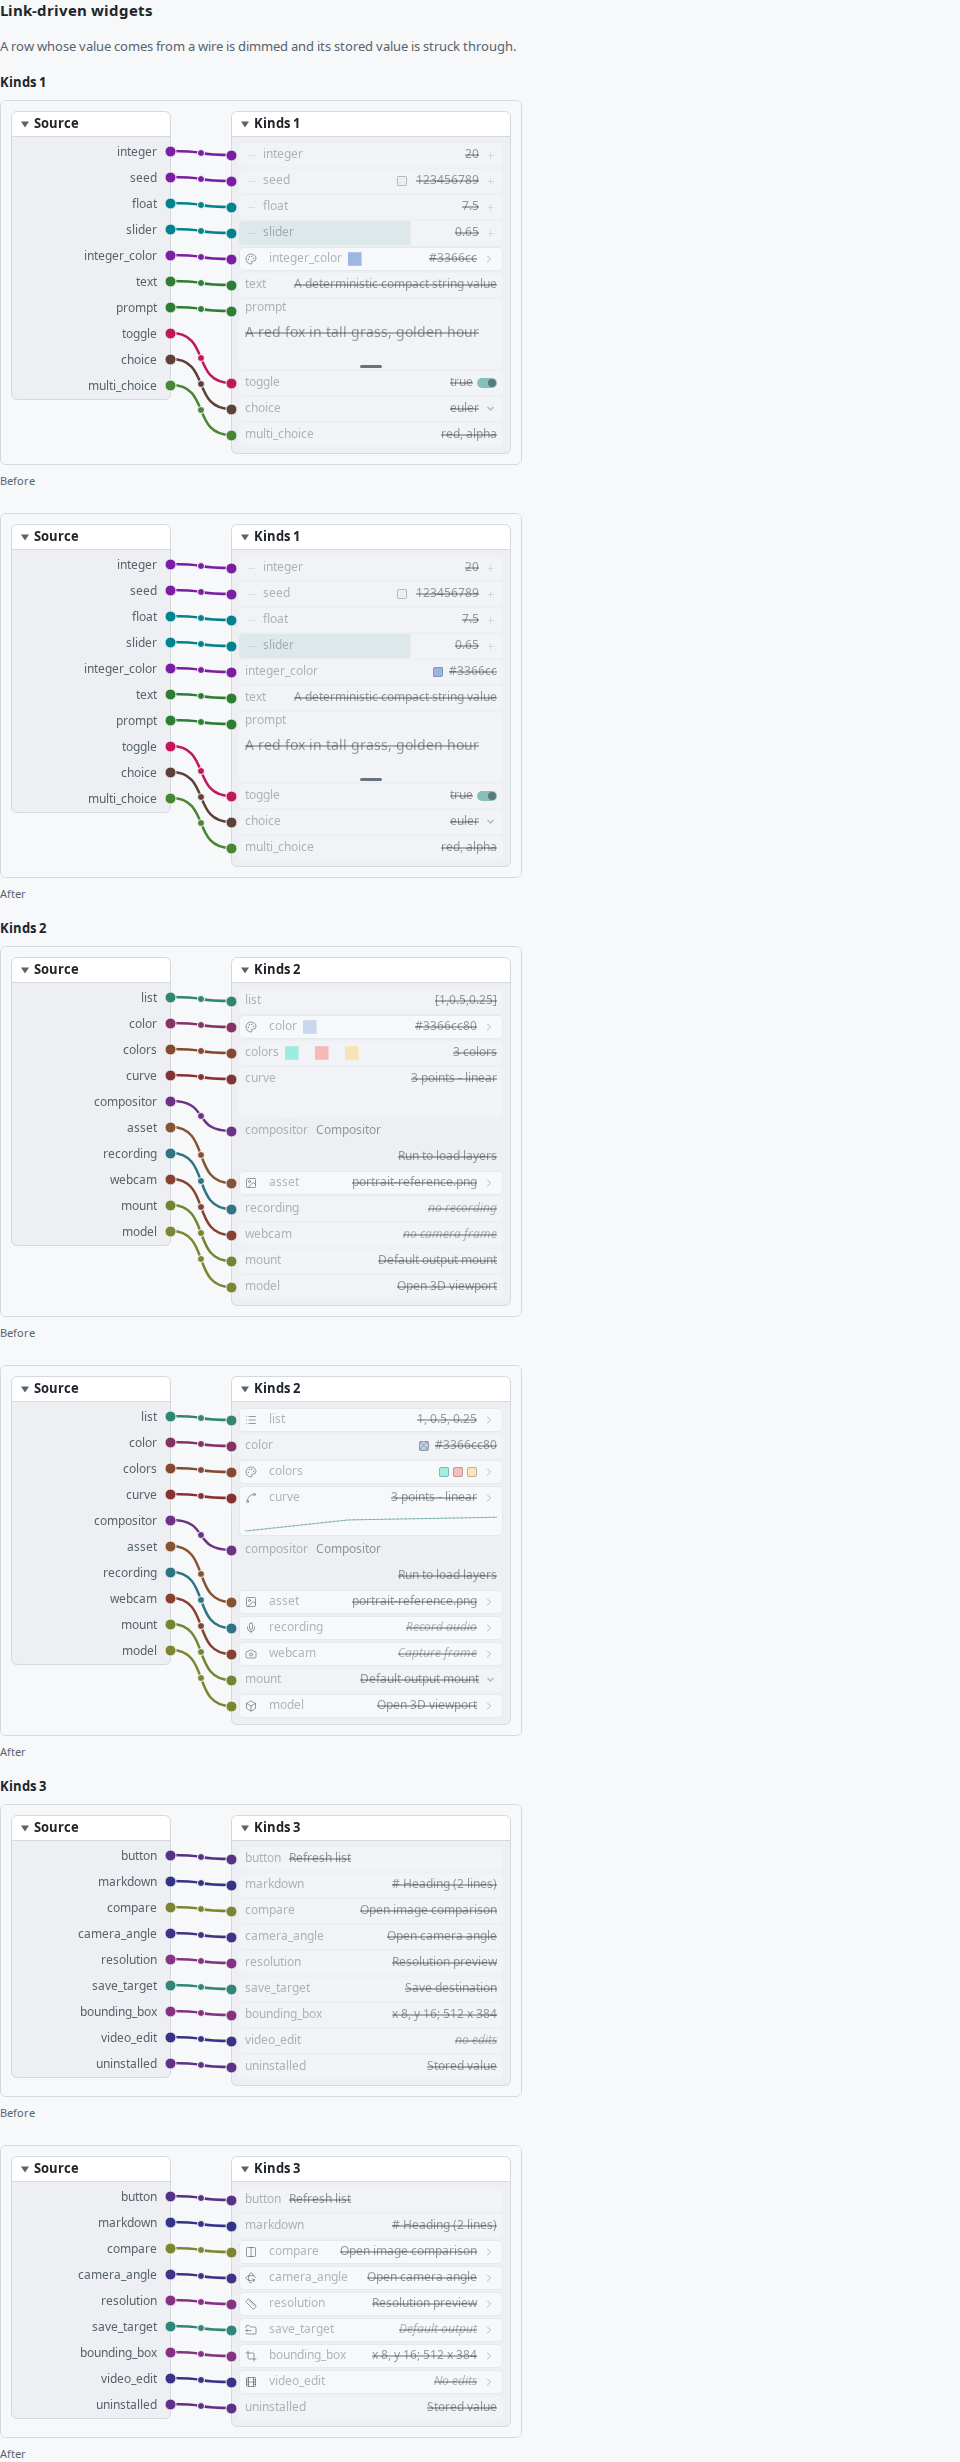 Link-driven widgets
A row whose value comes from a wire is dimmed and its stored value is struck through.
Kinds 1
Source
Kinds 1
integer
integer 20
seed
seed 123456789
float
float 7.5
slider
slider 0.65
integer_color
integer_color #3366cc
text
text A deterministic compact string value
prompt
prompt
A red fox in tall grass, golden hour
toggle
choice
multi_choice
toggle true
choice euler
multi_choice red, alpha
Before
Source
Kinds 1
integer
integer 20
seed
seed 123456789
float
float 7.5
slider
slider 0.65
integer_color
integer_color #3366cc
text
text A deterministic compact string value
prompt
prompt
A red fox in tall grass, golden hour
toggle
choice
multi_choice
toggle true
choice euler
multi_choice red, alpha
After
Kinds 2
Source
Kinds 2
list
color
colors
curve
compositor
asset
recording
webcam
mount
model
list [1,0.5,0.25]
color #3366cc80
colors 3 colors
curve 3 points - linear
compositor Compositor
Run to load layers
asset portrait-reference.png
recording no recording
webcam no camera frame
mount Default output mount
model Open 3D viewport
Before
Source
Kinds 2
list
color
colors
curve
compositor
asset
recording
webcam
mount
model
list 1, 0.5, 0.25
color #3366cc80
colors
curve 3 points - linear
compositor Compositor
Run to load layers
asset portrait-reference.png
recording Record audio
webcam Capture frame
mount Default output mount
model Open 3D viewport
After
Kinds 3
Source
Kinds 3
button
markdown
compare
camera_angle
resolution
save_target
bounding_box
video_edit
uninstalled
button Refresh list
markdown # Heading (2 lines)
compare Open image comparison
camera_angle Open camera angle
resolution Resolution preview
save_target Save destination
bounding_box x 8, y 16; 512 x 384
video_edit no edits
uninstalled Stored value
Before
Source
Kinds 3
button
markdown
compare
camera_angle
resolution
save_target
bounding_box
video_edit
uninstalled
button Refresh list
markdown # Heading (2 lines)
compare Open image comparison
camera_angle Open camera angle
resolution Resolution preview
save_target Default output
bounding_box x 8, y 16; 512 x 384
video_edit No edits
uninstalled Stored value
After